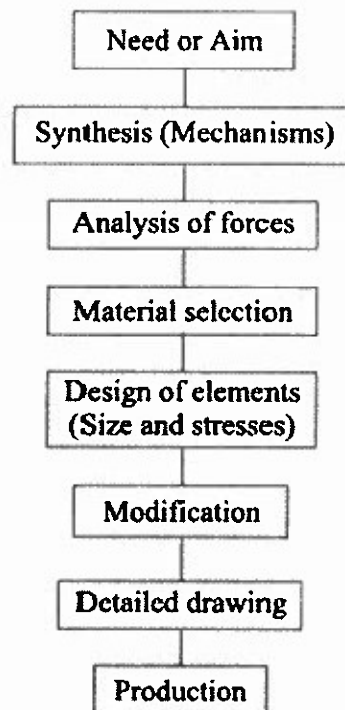 Need or Aim
Synthesis (Mechanisms)
Analysis of forces
Material selection
Design of elements
(Size and stresses)
Modification
Detailed drawing
Production